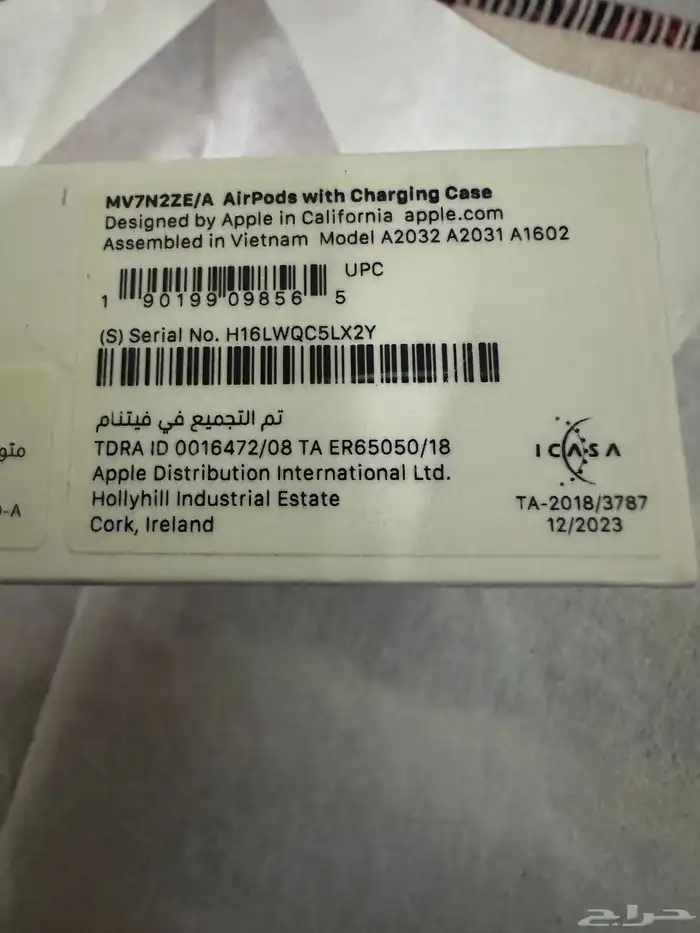 MV7N2ZE/A AirPods with Charging Case
Designed by Apple in California apple.com
Assembled in Vietnam Model A2032 A2031 A1602
UPC
1 90199 09856 5
(S) Serial No. H16LWQC5LX2Y
تم التجميع في فيتنام
TDRA ID 0016472/08 TA ER65050/18
Apple Distribution International Ltd.
Hollyhill Industrial Estate
Cork, Ireland
ICASA
TA-2018/3787
12/2023
-A
حراج